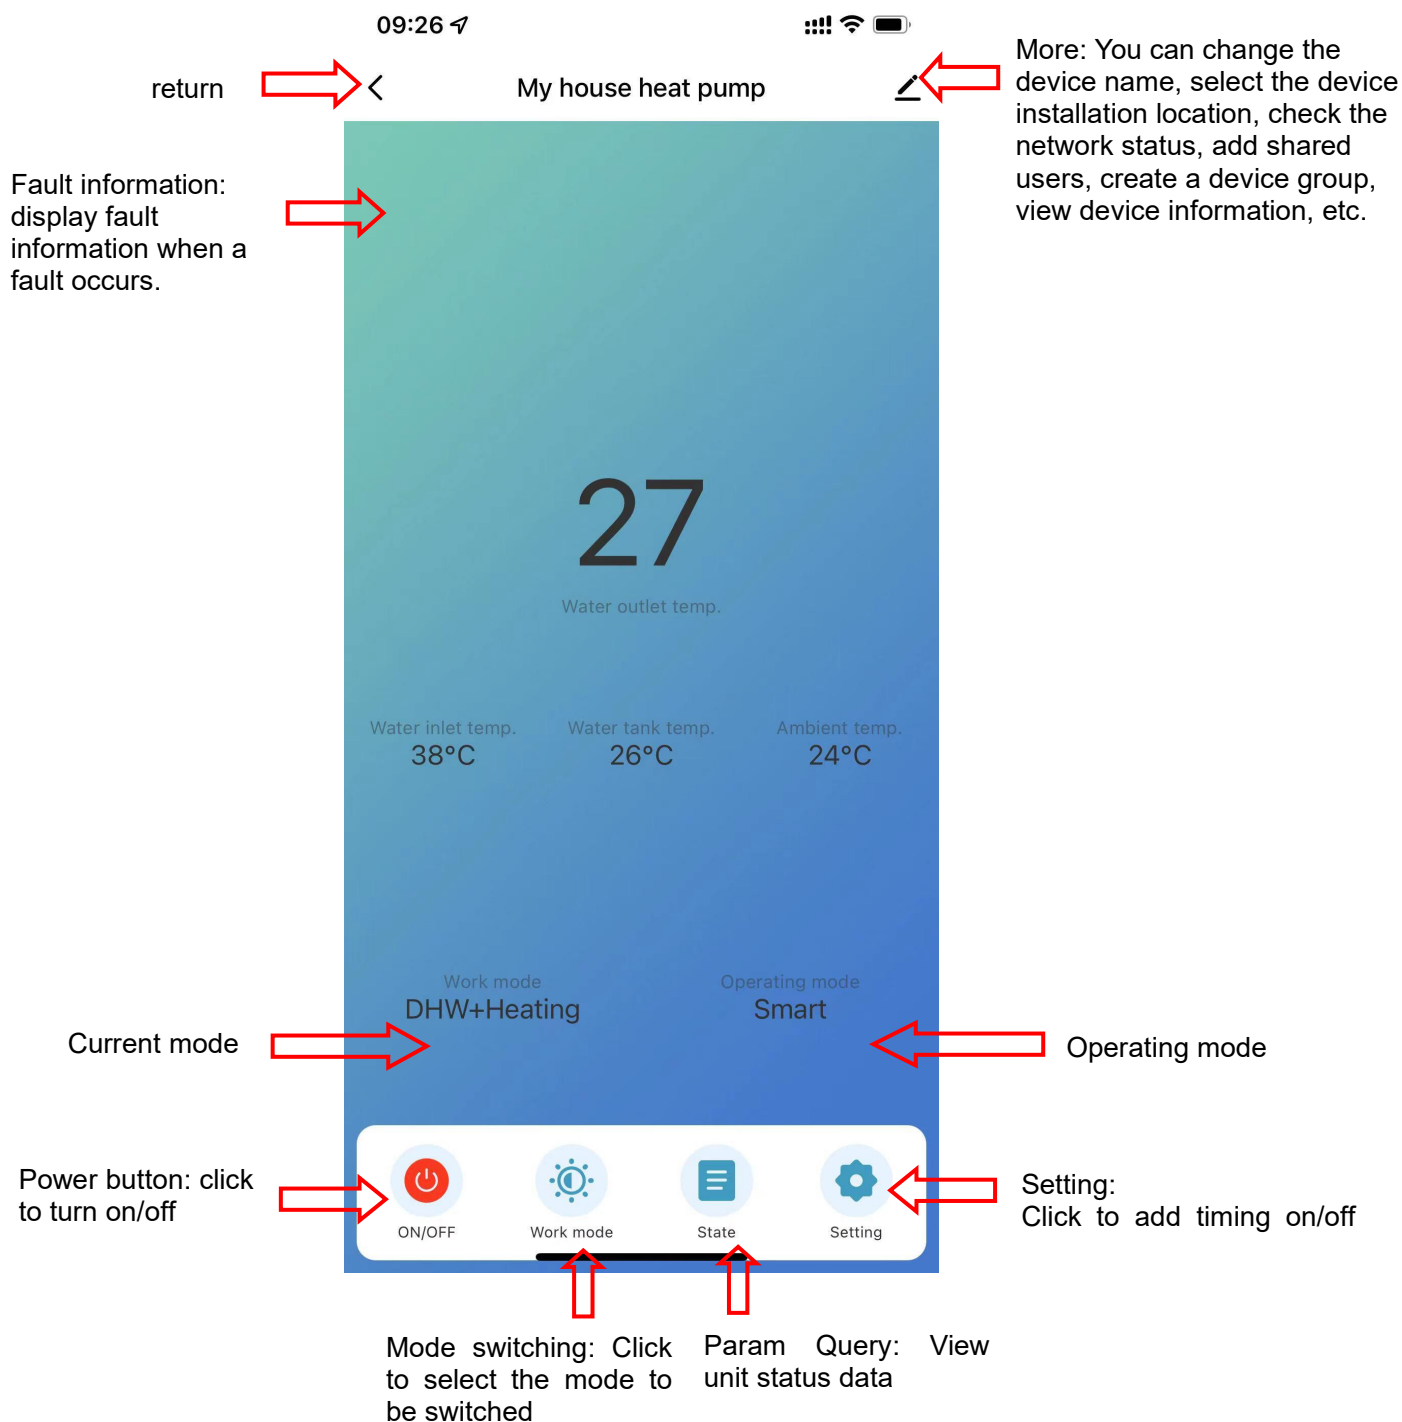 09:26
return
My house heat pump
More: You can change the
device name, select the device
installation location, check the
network status, add shared
users, create a device group,
view device information, etc.
Fault information:
display fault
information when a
fault occurs.
27
Water outlet temp.
Water inlet temp.
38°C
Water tank temp.
26°C
Ambient temp.
24°C
Work mode
DHW+Heating
Operating mode
Smart
Current mode
Operating mode
Power button: click
to turn on/off
ON/OFF
Work mode
State
Setting
Setting:
Click to add timing on/off
Mode switching: Click
to select the mode to
be switched
Param Query: View
unit status data